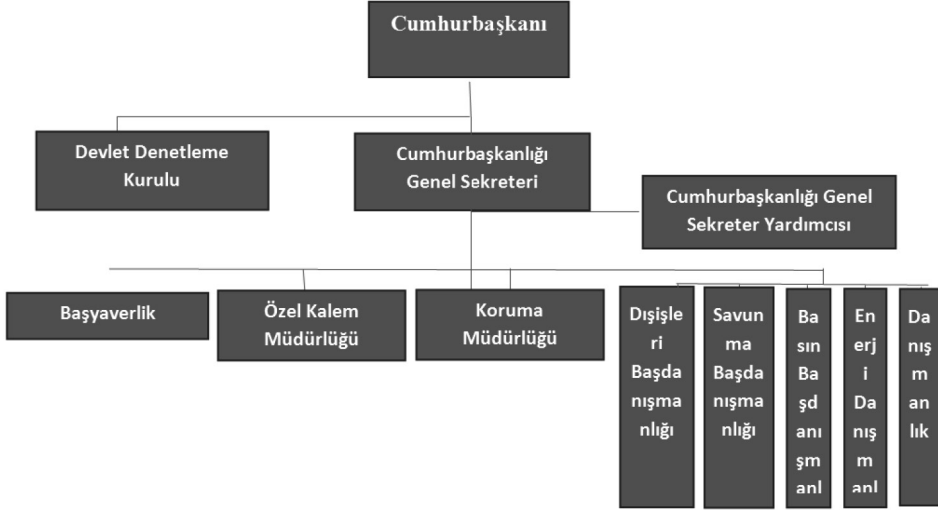 Cumhurbaşkanı
Devlet Denetleme
Kurulu
Cumhurbaşkanlığı
Genel Sekreteri
Cumhurbaşkanlığı Genel
Sekreter Yardımcısı
Başyaverlik
Özel Kalem
Müdürlüğü
Koruma
Müdürlüğü
Dışişle
ri
Başda
nışma
nlığı
Savun
ma
Başda
nışma
nlığı
Ba
sın
Ba
şd
anı
şm
anl
En
erj
i
Da
nış
m
anl
Da
nış
m
an
lık